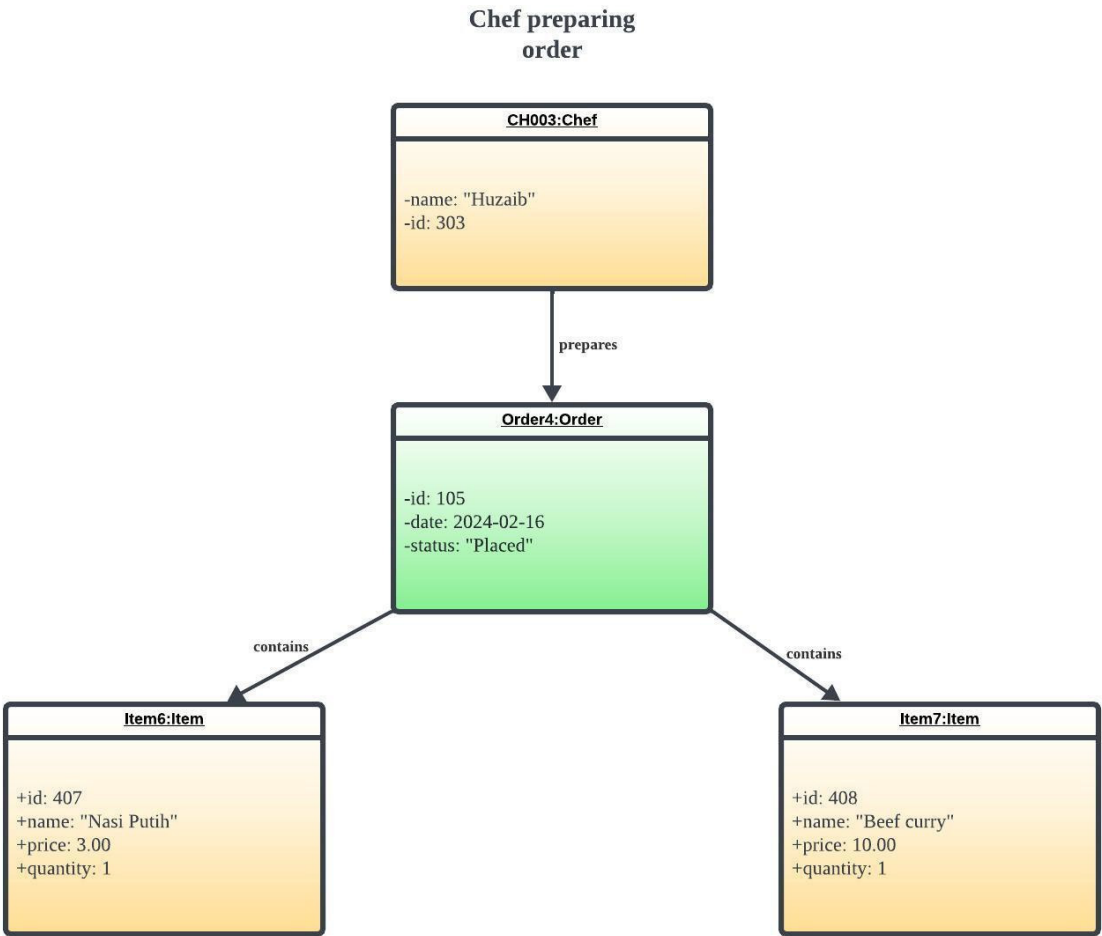 Chef preparing
order
CH003:Chef
-name: "Huzaib"
-id: 303
prepares
Order4:Order
-id: 105
-date: 2024-02-16
-status: "Placed"
contains
contains
Item6:Item
+id: 407
+name: "Nasi Putih"
+price: 3.00
+quantity: 1
Item7:Item
+id: 408
+name: "Beef curry"
+price: 10.00
+quantity: 1